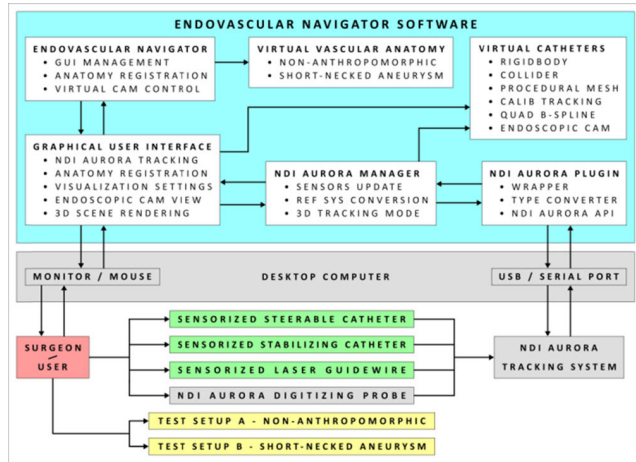 ENDOVASCULAR NAVIGATOR SOFTWARE
ENDOVASCULAR NAVIGATOR
• GUI MANAGEMENT
• ANATOMY REGISTRATION
• VIRTUAL CAM CONTROL
VIRTUAL VASCULAR ANATOMY
• NON-ANTHROPOMORPHIC
• SHORT-NECKED ANEURYSM
VIRTUAL CATHETERS
• RIGIDBODY
• COLLIDER
• PROCEDURAL MESH
• CALIB TRACKING
• QUAD B-SPLINE
• ENDOSCOPIC CAM
GRAPHICAL USER INTERFACE
• NDI AURORA TRACKING
• ANATOMY REGISTRATION
• VISUALIZATION SETTINGS
• ENDOSCOPIC CAM VIEW
• 3D SCENE RENDERING
NDI AURORA MANAGER
• SENSORS UPDATE
• REF SYS CONVERSION
• 3D TRACKING MODE
NDI AURORA PLUGIN
• WRAPPER
• TYPE CONVERTER
• NDI AURORA API
MONITOR / MOUSE
DESKTOP COMPUTER
USB / SERIAL PORT
SURGEON
/
USER
SENSORIZED STEERABLE CATHETER
SENSORIZED STABILIZING CATHETER
SENSORIZED LASER GUIDEWIRE
NDI AURORA DIGITIZING PROBE
NDI AURORA
TRACKING SYSTEM
TEST SETUP A - NON-ANTHROPOMORPHIC
TEST SETUP B - SHORT-NECKED ANEURYSM